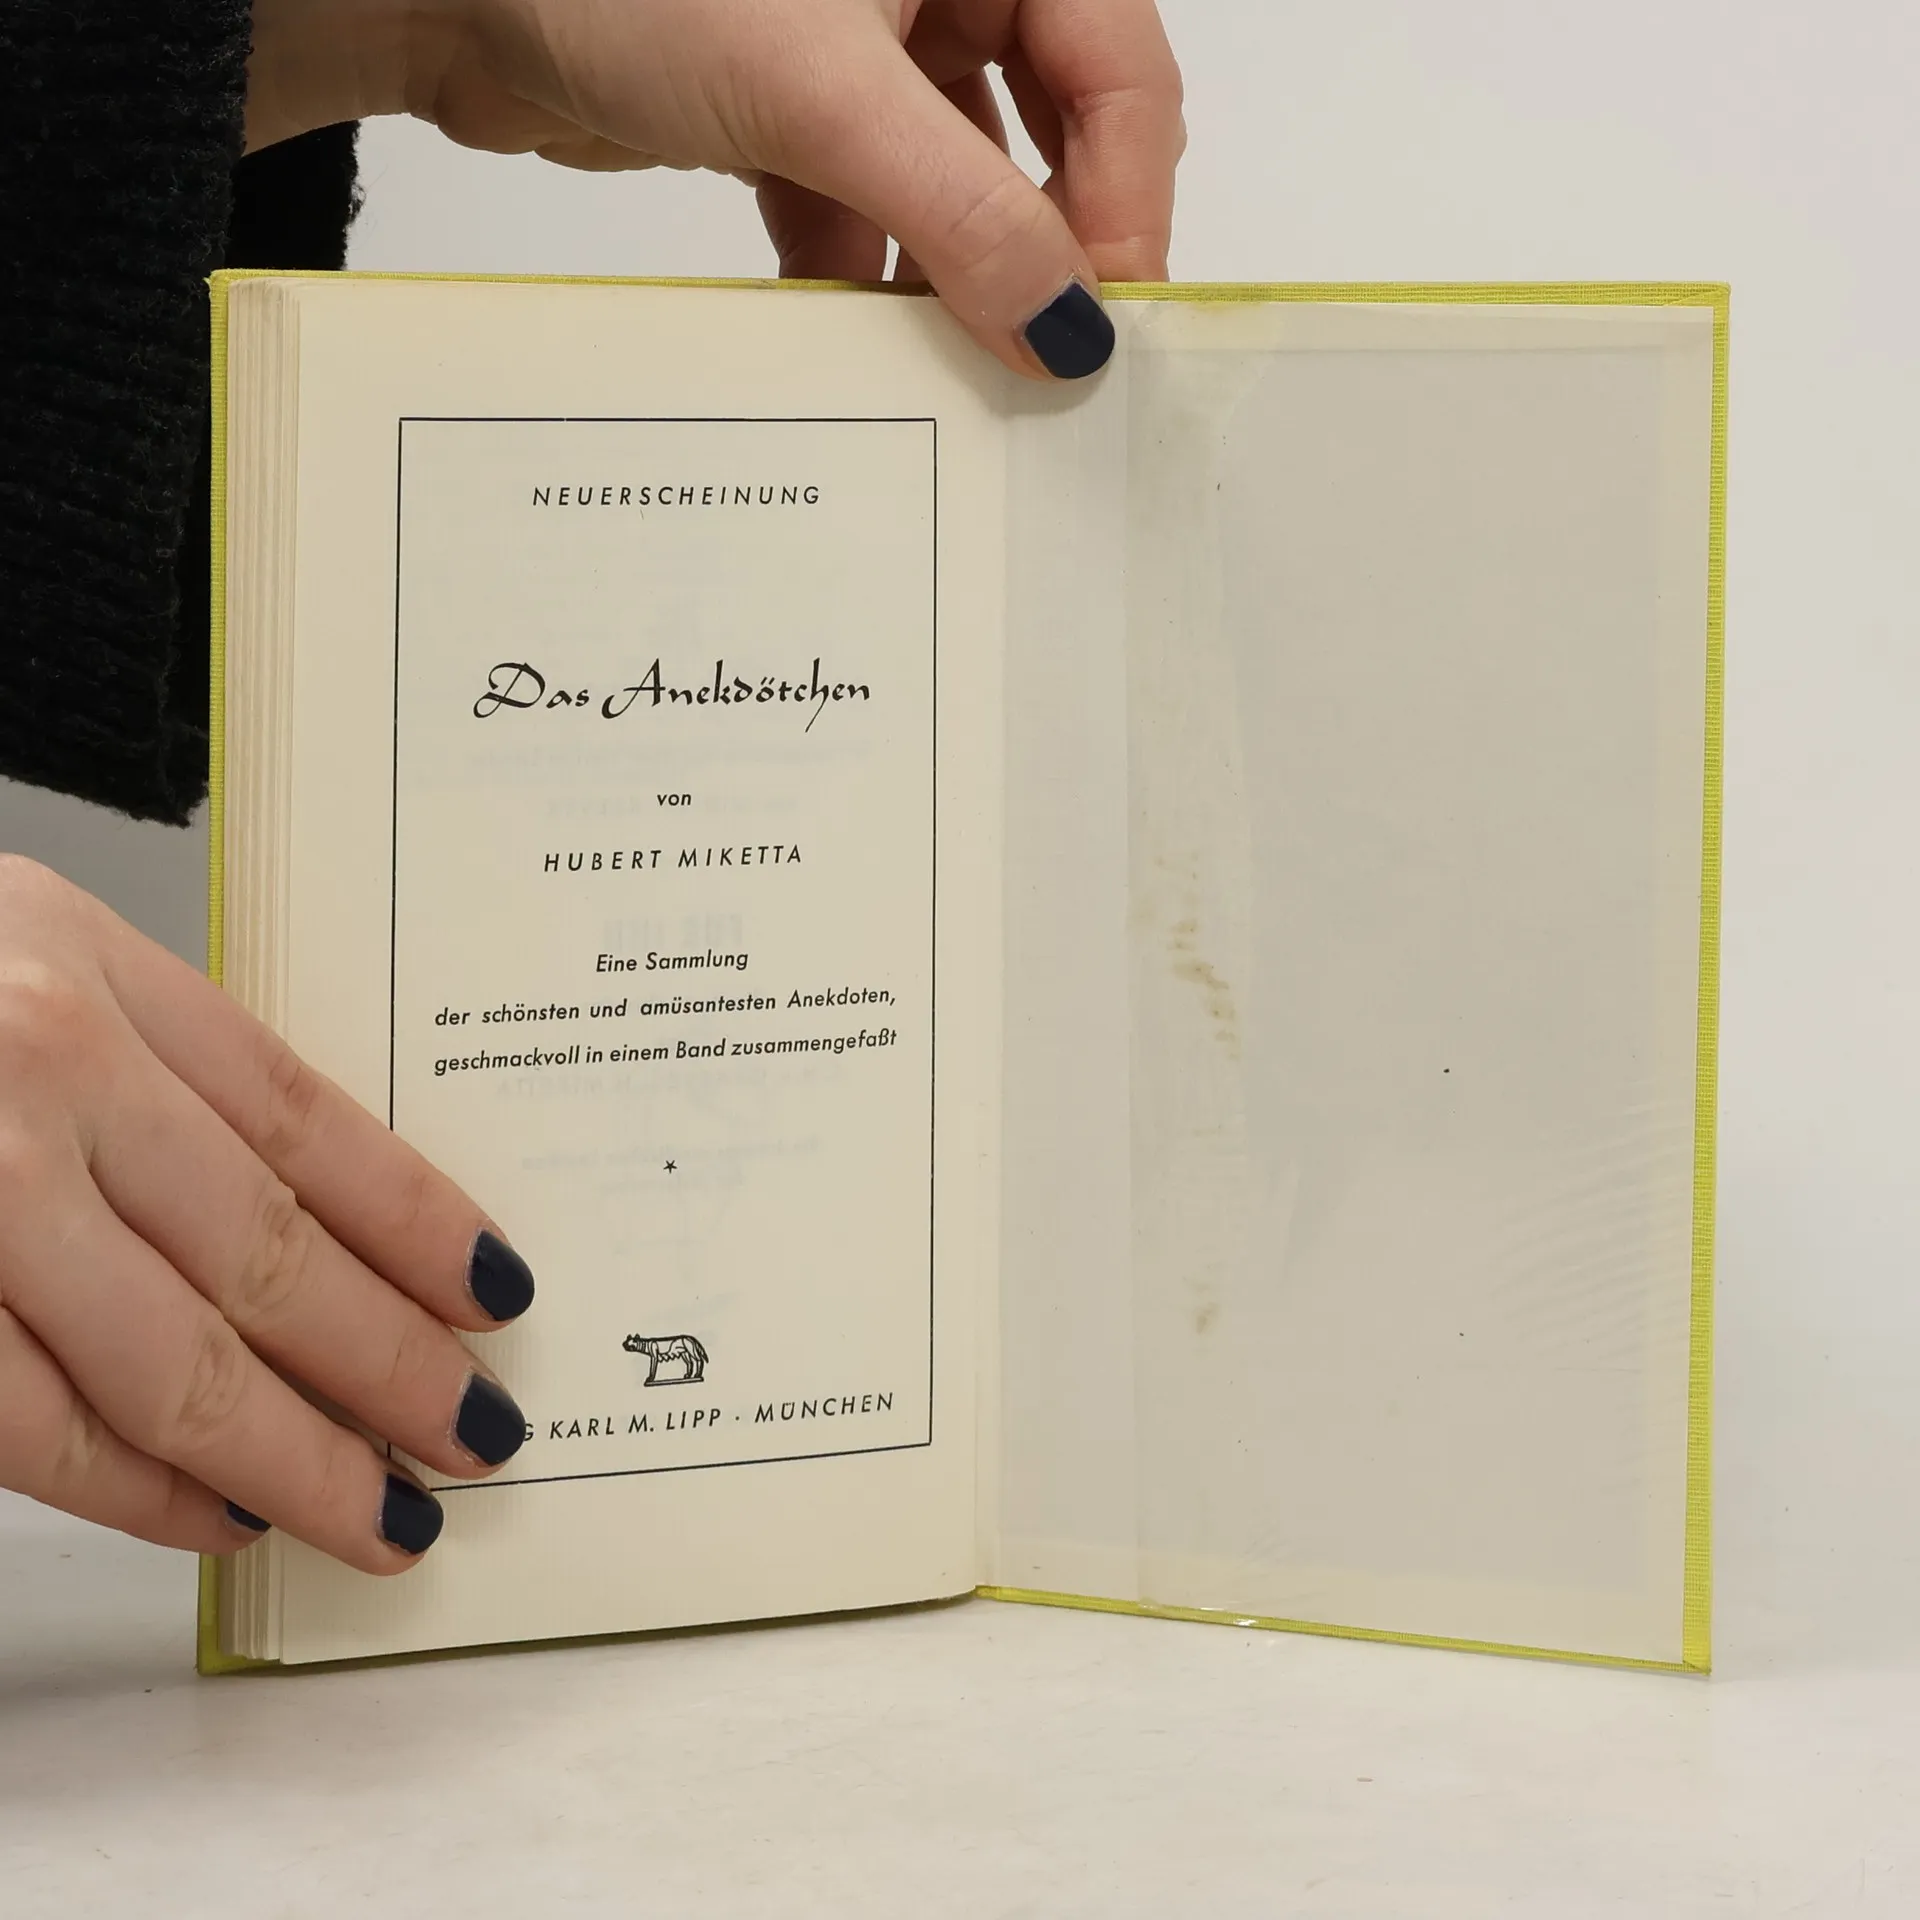 NEUERSCHEINUNG
Das Anekdötchen
von
HUBERT MIKETTA
Eine Sammlung
der schönsten und amüsantesten Anekdoten,
geschmackvoll in einem Band zusammengefaßt
*
KARL M. LIPP · MÜNCHEN